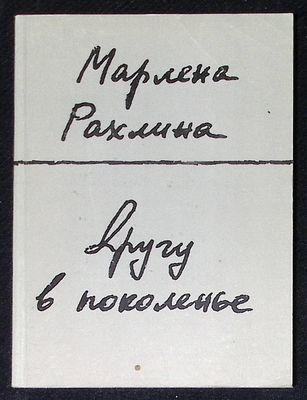 Марлена
Рахлина
Другу
в поколенье